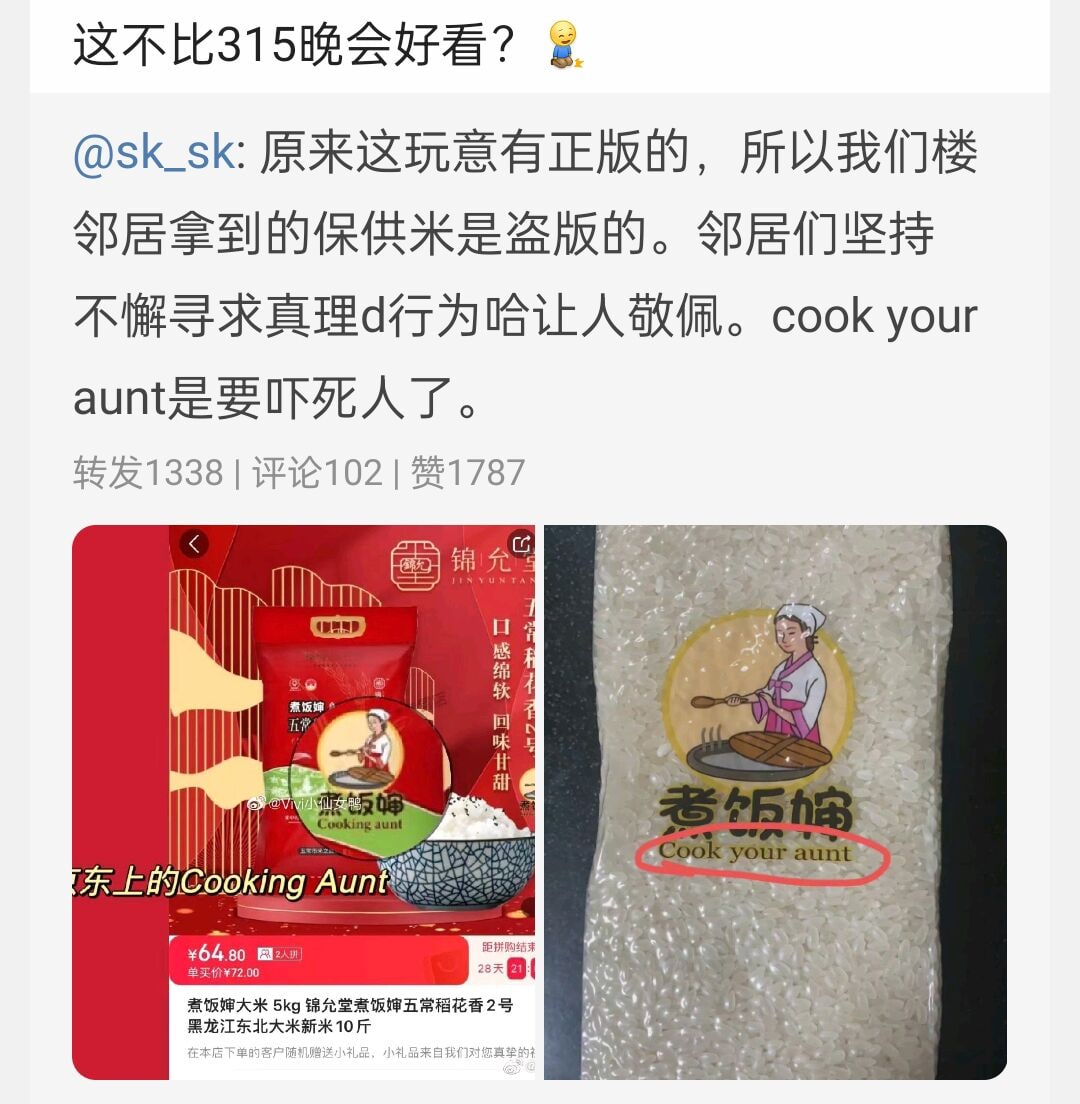 这不比315晚会好看？
@sk_sk: 原来这玩意有正版的，所以我们楼
邻居拿到的保供米是盗版的。邻居们坚持
不懈寻求真理d行为哈让人敬佩。cook your
aunt是要吓死人了。
转发1338 | 评论102 | 赞1787
锦允堂
JINYUNTAN
五常稻花香2号
口感绵软 回味甘甜
煮饭婶
五常
@Vivi小仙女鸭
煮饭婶
Cooking aunt
京东上的Cooking Aunt
¥64.80 2人拼
单买价¥72.00
距拼购结束
28天 21:
煮饭婶大米 5kg 锦允堂煮饭婶五常稻花香2号
黑龙江东北大米新米10斤
在本店下单的客户随机赠送小礼品，小礼品来自我们对您真挚的
煮饭婶
Cook your aunt